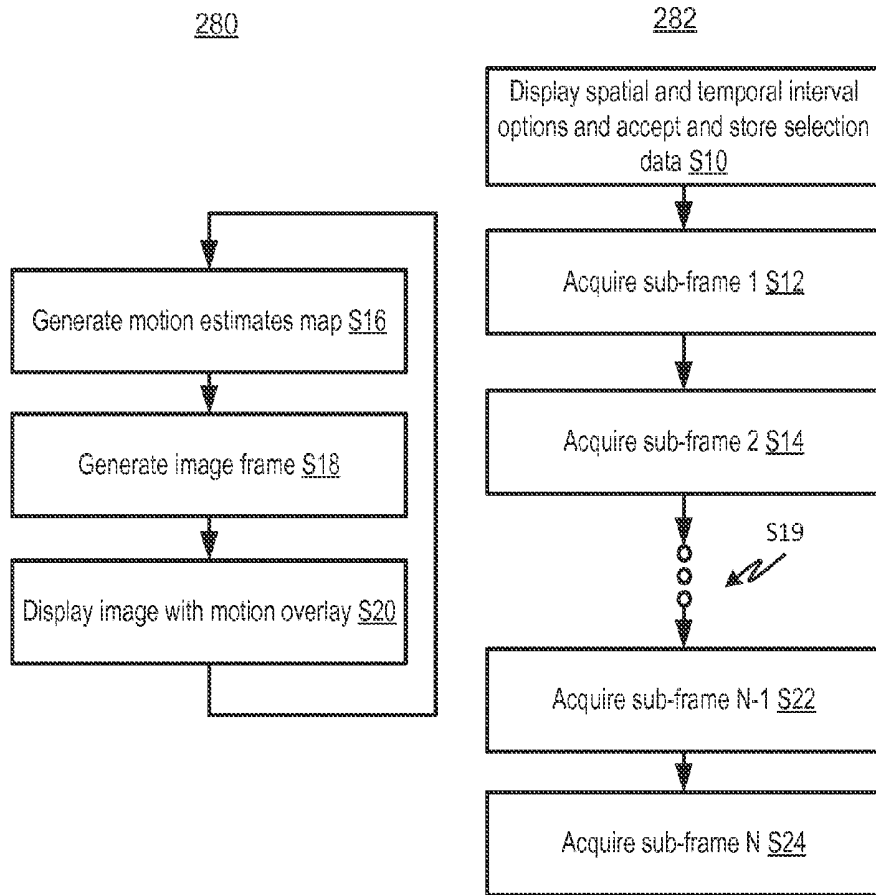 280
Generate motion estimates map S16
Generate image frame S18
Display image with motion overlay S20
282
Display spatial and temporal interval
options and accept and store selection
data S10
Acquire sub-frame 1 S12
Acquire sub-frame 2 S14
S19
Acquire sub-frame N-1 S22
Acquire sub-frame N S24